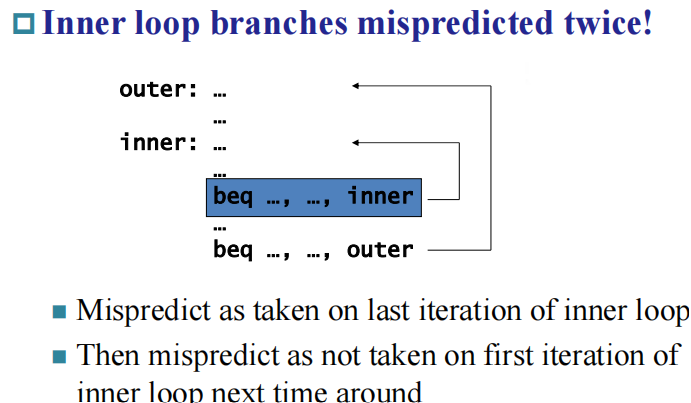 Inner loop branches mispredicted twice!
outer: …
…
inner: …
…
beq …, …, inner
…
beq …, …, outer
Mispredict as taken on last iteration of inner loop
Then mispredict as not taken on first iteration of
inner loop next time around